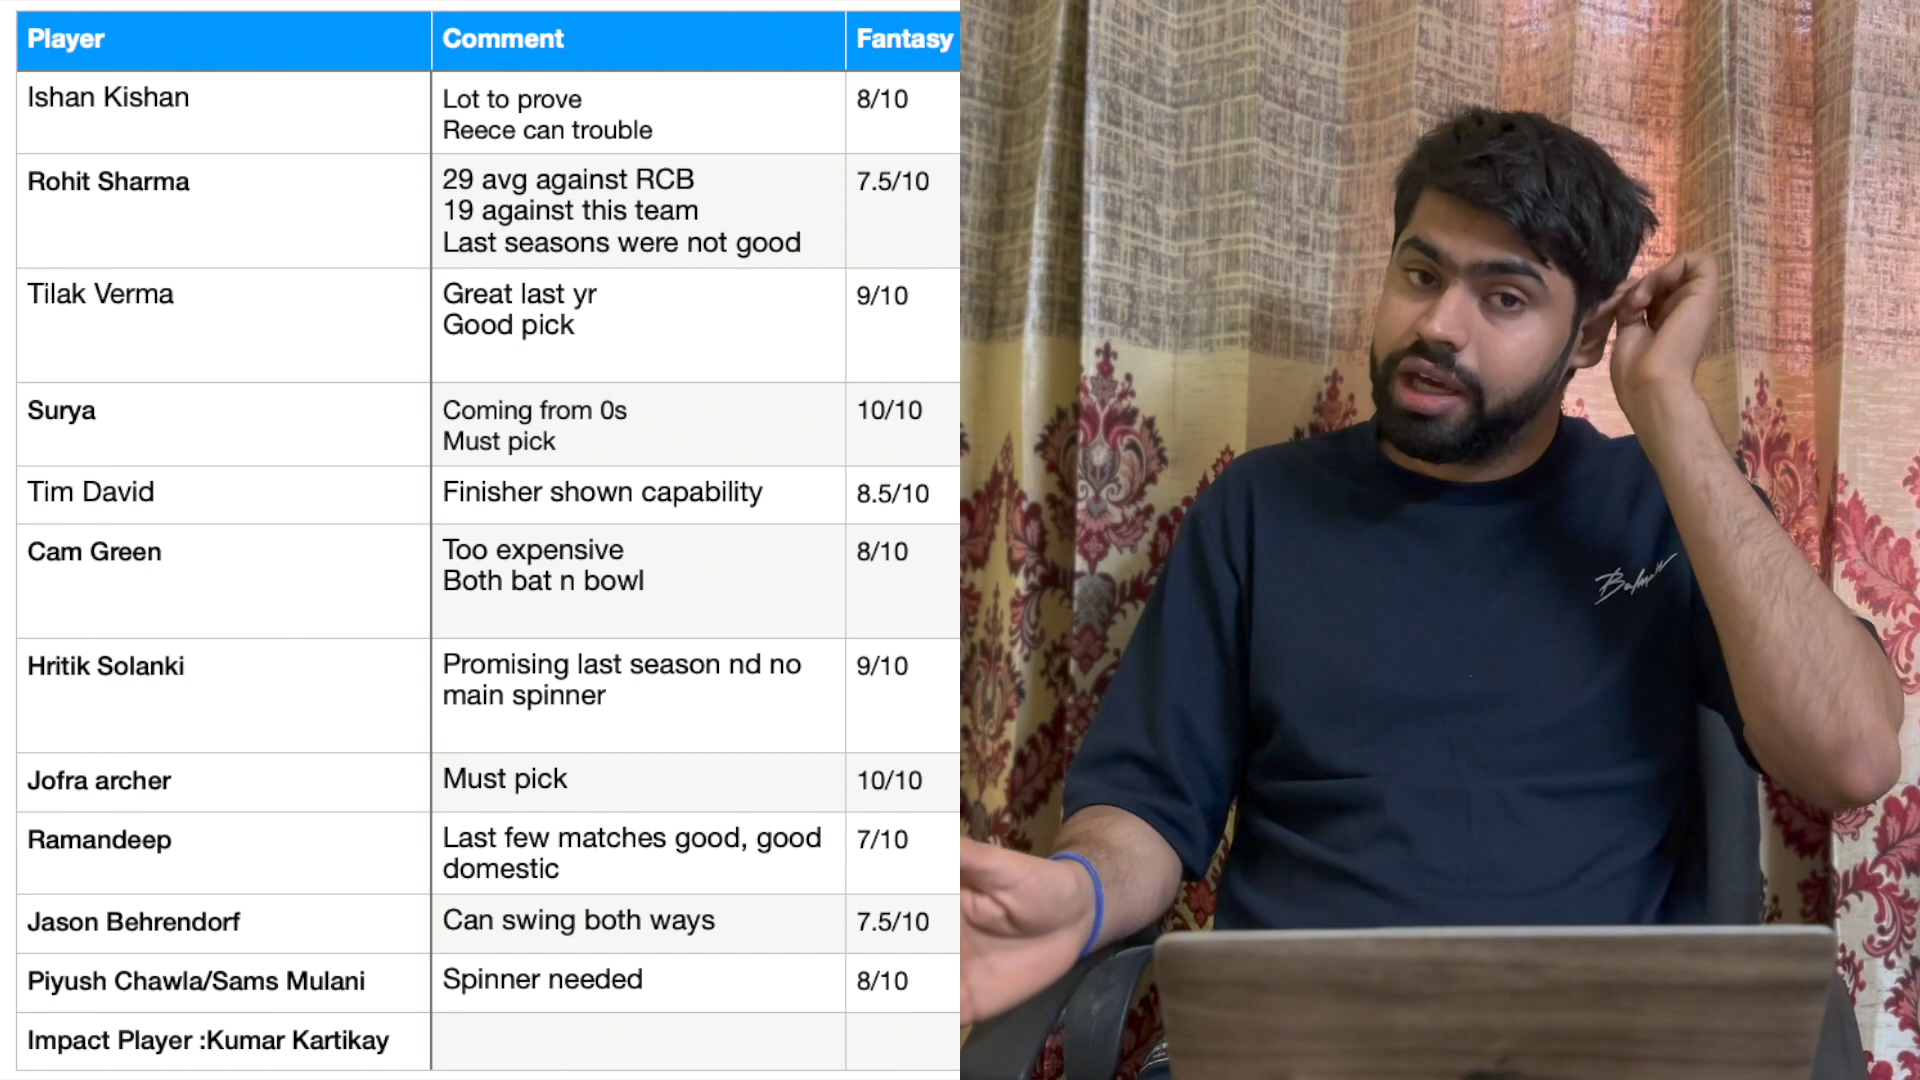 Player Comment Fantasy
Ishan Kishan Lot to prove 8/10
Reece can trouble
Rohit Sharma 29 avg against RCB 7.5/10
19 against this team
Last seasons were not good
Tilak Verma Great last yr 9/10
Good pick
Surya Coming from 0s 10/10
Must pick
Tim David Finisher shown capability 8.5/10
Cam Green Too expensive 8/10
Both bat n bowl
Hritik Solanki Promising last season nd no 9/10
main spinner
Jofra archer Must pick 10/10
Ramandeep Last few matches good, good 7/10
domestic
Jason Behrendorf Can swing both ways 7.5/10
Piyush Chawla/Sams Mulani Spinner needed 8/10
Impact Player :Kumar Kartikay